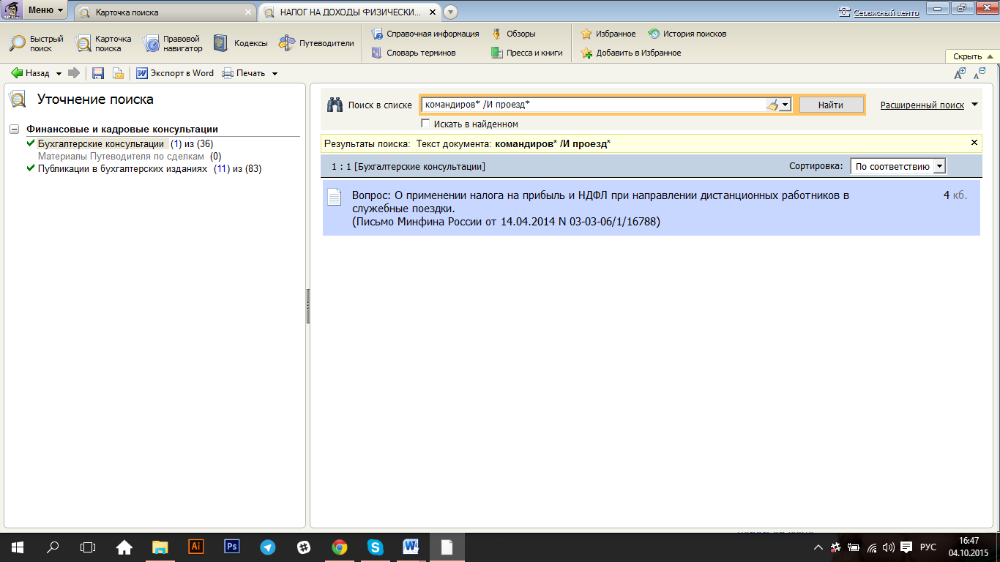 Меню
Карточка поиска
НАЛОГ НА ДОХОДЫ ФИЗИЧЕСКИ...
Сервисный центр
Быстрый
поиск
Карточка
поиска
Правовой
навигатор
Кодексы
Путеводители
Справочная информация
Словарь терминов
Обзоры
Пресса и книги
Избранное
История поисков
Добавить в Избранное
Скрыть
Назад
Экспорт в Word
Печать
Уточнение поиска
Финансовые и кадровые консультации
Бухгалтерские консультации (1) из (36)
Материалы Путеводителя по сделкам (0)
Публикации в бухгалтерских изданиях (11) из (83)
Поиск в списке
командиров* /И проезд*
Найти
Расширенный поиск
Искать в найденном
Результаты поиска: Текст документа: командиров* /И проезд*
1 : 1 [Бухгалтерские консультации]
Сортировка: По соответствию
Вопрос: О применении налога на прибыль и НДФЛ при направлении дистанционных работников в
служебные поездки.
(Письмо Минфина России от 14.04.2014 N 03-03-06/1/16788)
4 кб.
Ai
Ps
РУС
16:47
04.10.2015